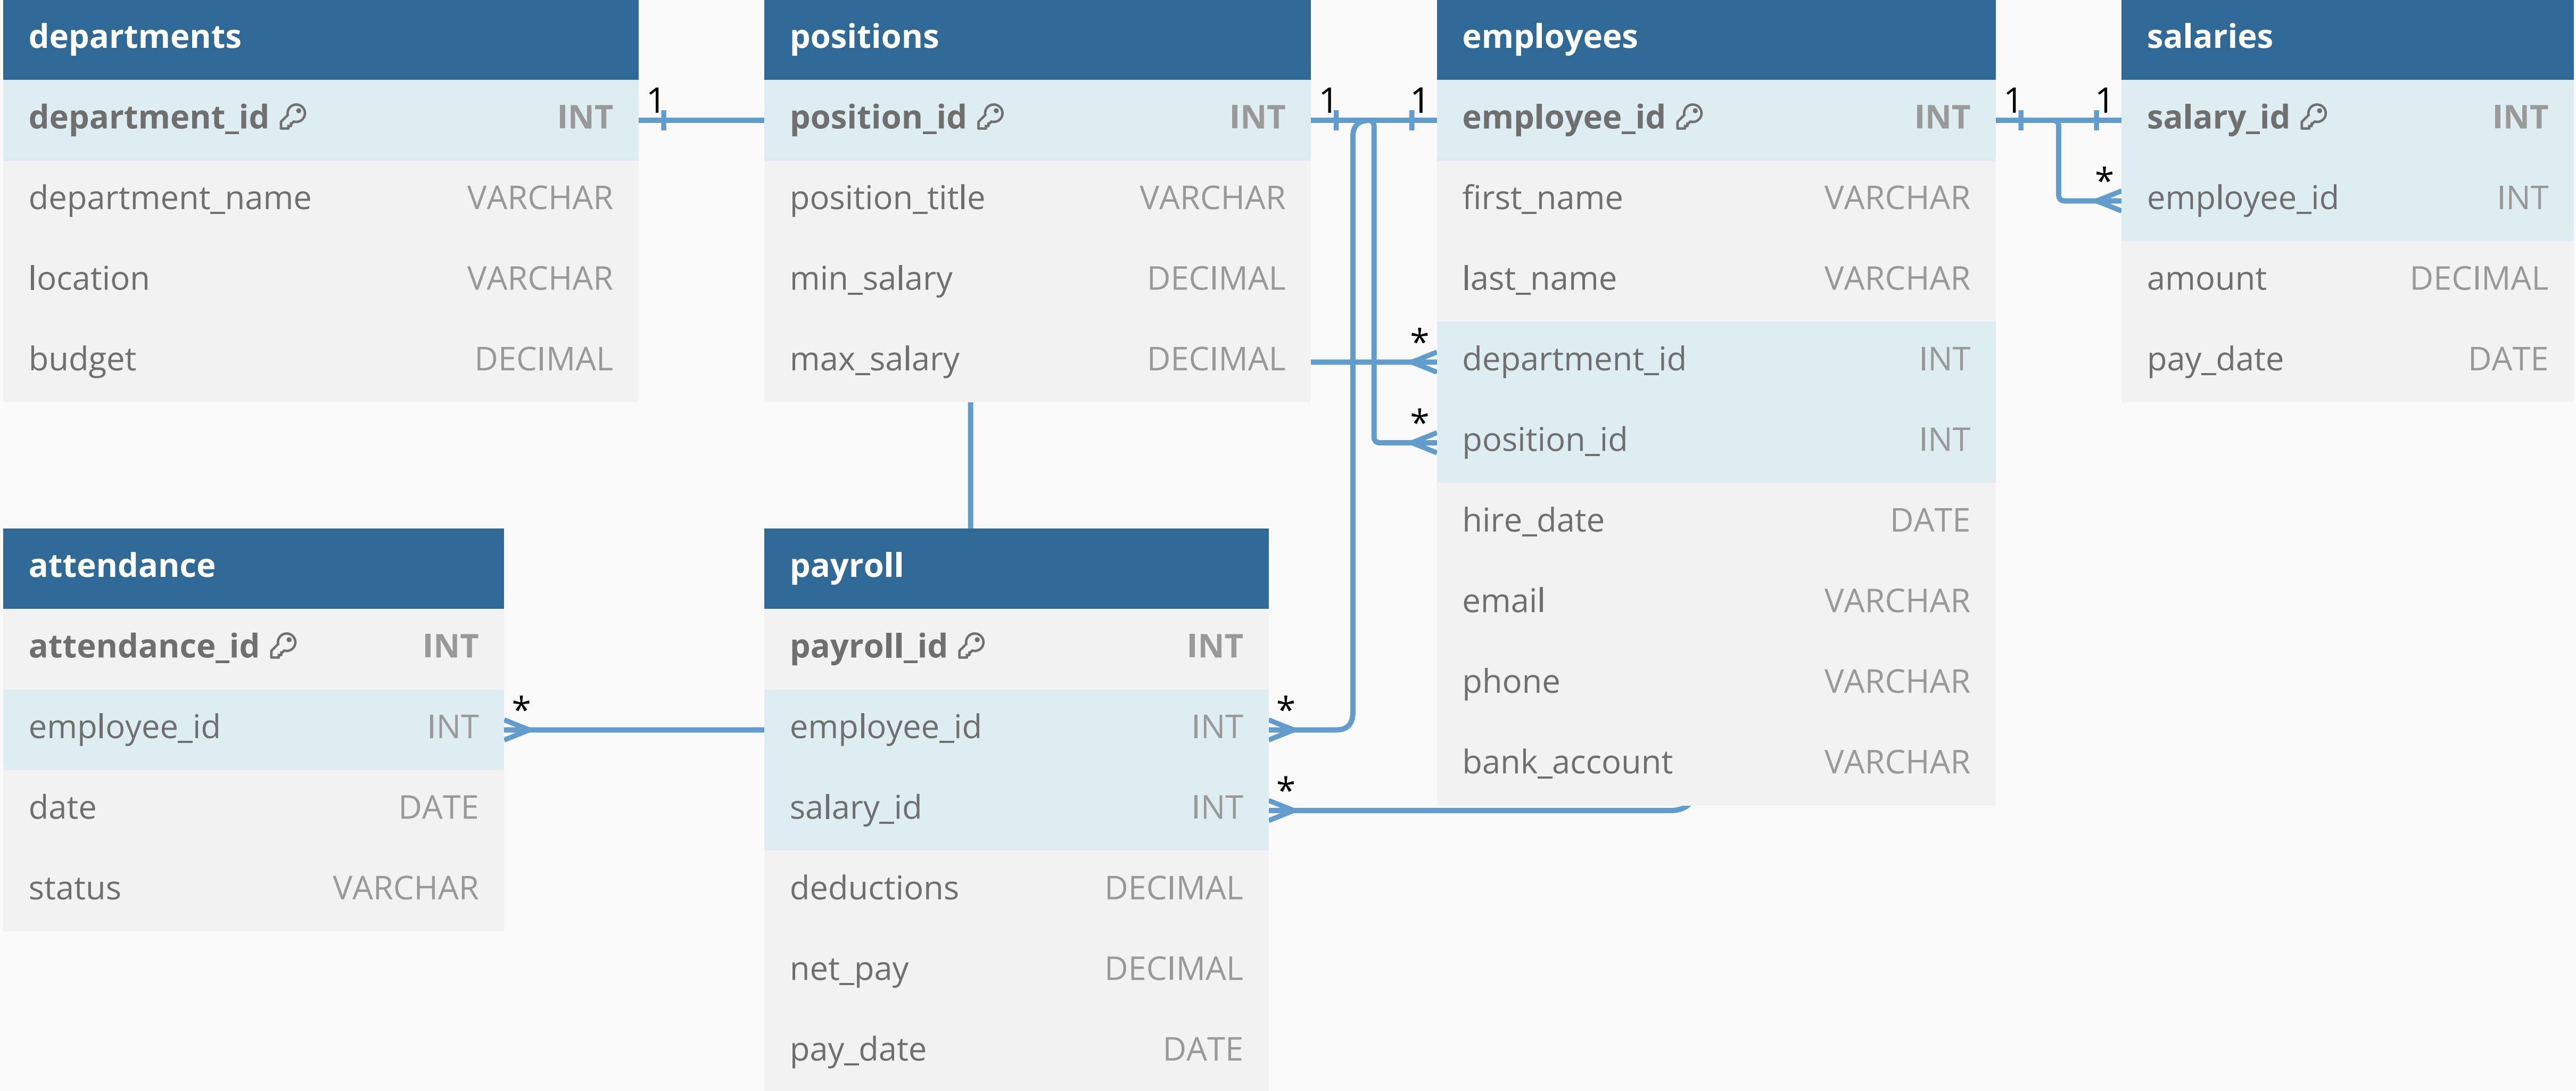 departments
department_id INT
department_name VARCHAR
location VARCHAR
budget DECIMAL
1
positions
position_id INT
position_title VARCHAR
min_salary DECIMAL
max_salary DECIMAL
1
1
*
*
employees
employee_id INT
first_name VARCHAR
last_name VARCHAR
department_id INT
position_id INT
hire_date DATE
email VARCHAR
phone VARCHAR
bank_account VARCHAR
1
1
*
salaries
salary_id INT
employee_id INT
amount DECIMAL
pay_date DATE
attendance
attendance_id INT
employee_id INT
date DATE
status VARCHAR
*
payroll
payroll_id INT
employee_id INT
salary_id INT
deductions DECIMAL
net_pay DECIMAL
pay_date DATE
*
*